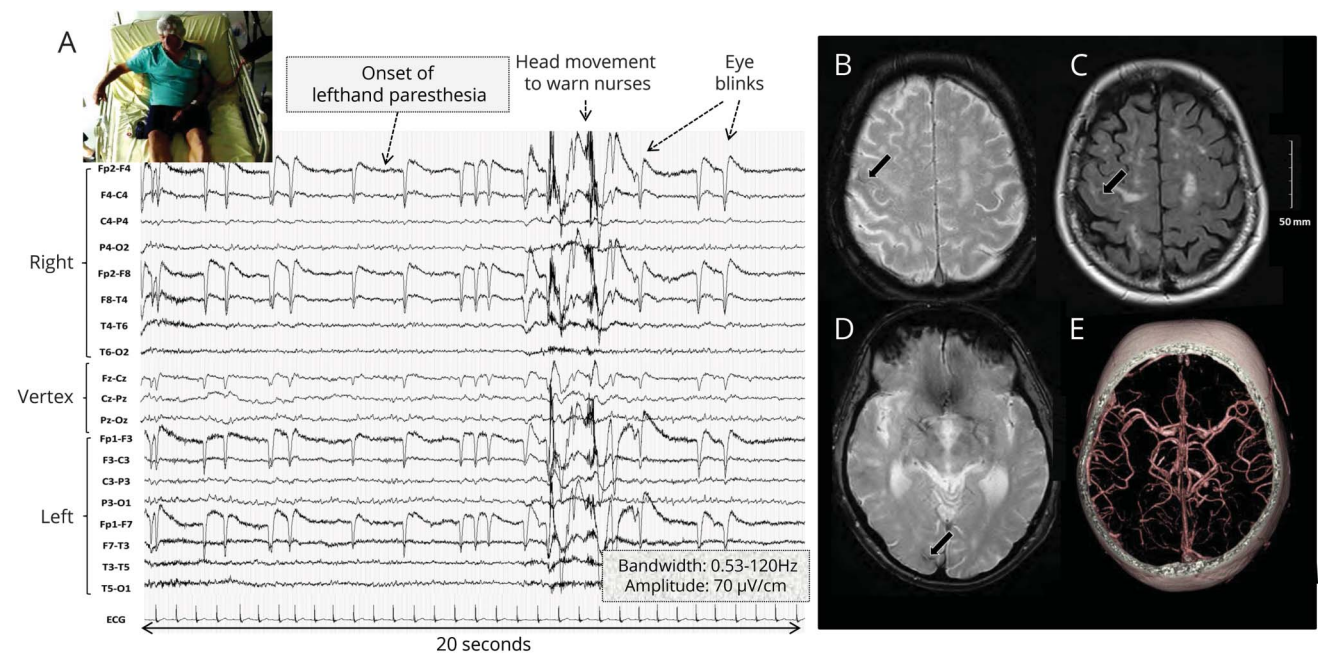 A
Onset of
lefthand paresthesia
Head movement
to warn nurses
Eye
blinks
Fp2-F4
F4-C4
C4-P4
P4-O2
Fp2-F8
F8-T4
T4-T6
T6-O2
Right
Fz-Cz
Cz-Pz
Pz-Oz
Vertex
Fp1-F3
F3-C3
C3-P3
P3-O1
Fp1-F7
F7-T3
T3-T5
T5-O1
Left
ECG
Bandwidth: 0.53-120Hz
Amplitude: 70 µV/cm
20 seconds
B
C
50 mm
D
E